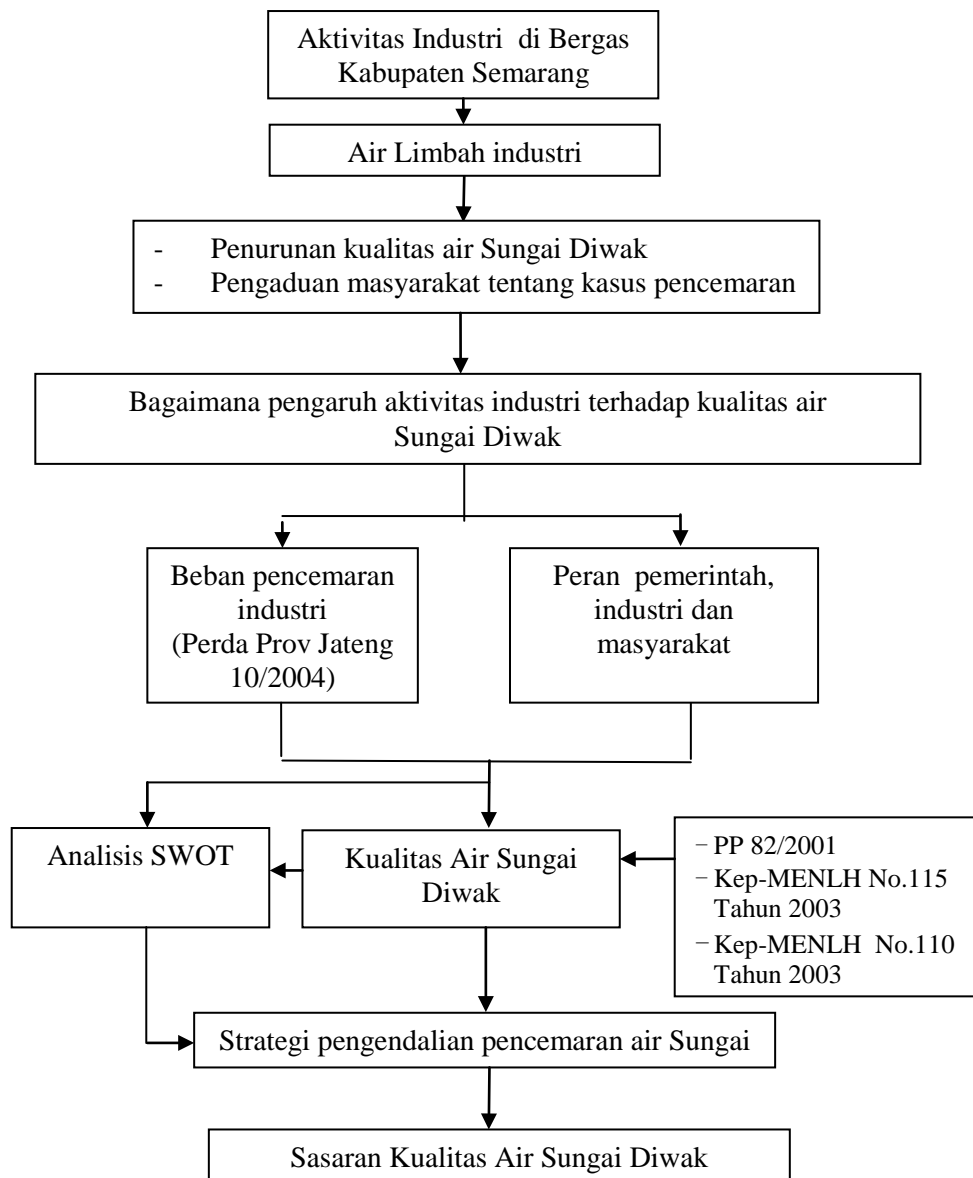 Aktivitas Industri di Bergas
Kabupaten Semarang
Air Limbah industri
- Penurunan kualitas air Sungai Diwak
- Pengaduan masyarakat tentang kasus pencemaran
Bagaimana pengaruh aktivitas industri terhadap kualitas air
Sungai Diwak
Beban pencemaran
industri
(Perda Prov Jateng
10/2004)
Peran pemerintah,
industri dan
masyarakat
Analisis SWOT
Kualitas Air Sungai
Diwak
- PP 82/2001
- Kep-MENLH No.115
Tahun 2003
- Kep-MENLH No.110
Tahun 2003
Strategi pengendalian pencemaran air Sungai
Sasaran Kualitas Air Sungai Diwak